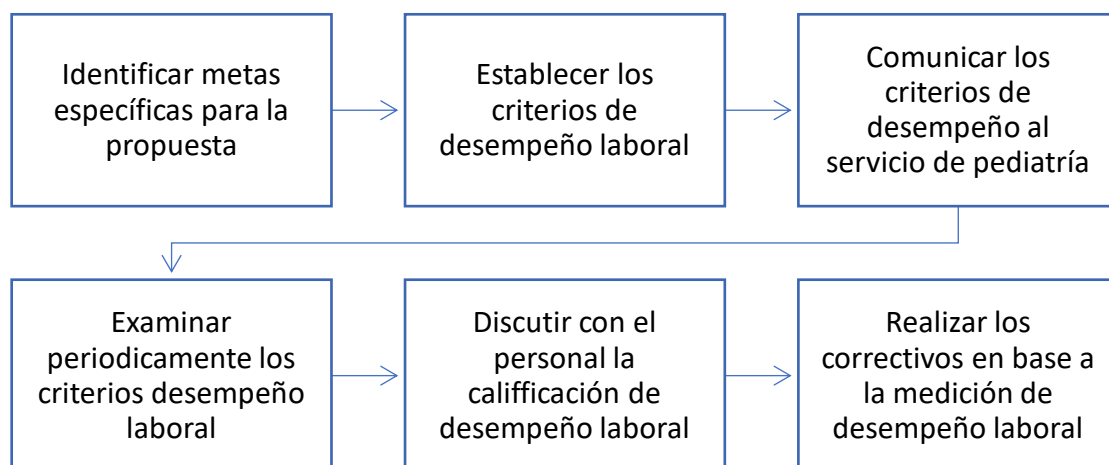 Identificar metas
específicas para la
propuesta
Establecer los
criterios de
desempeño laboral
Comunicar los
criterios de
desempeño al
servicio de pediatría
Examinar
periodicamente los
criterios desempeño
laboral
Discutir con el
personal la
califficación de
desempeño laboral
Realizar los
correctivos en base a
la medición de
desempeño laboral